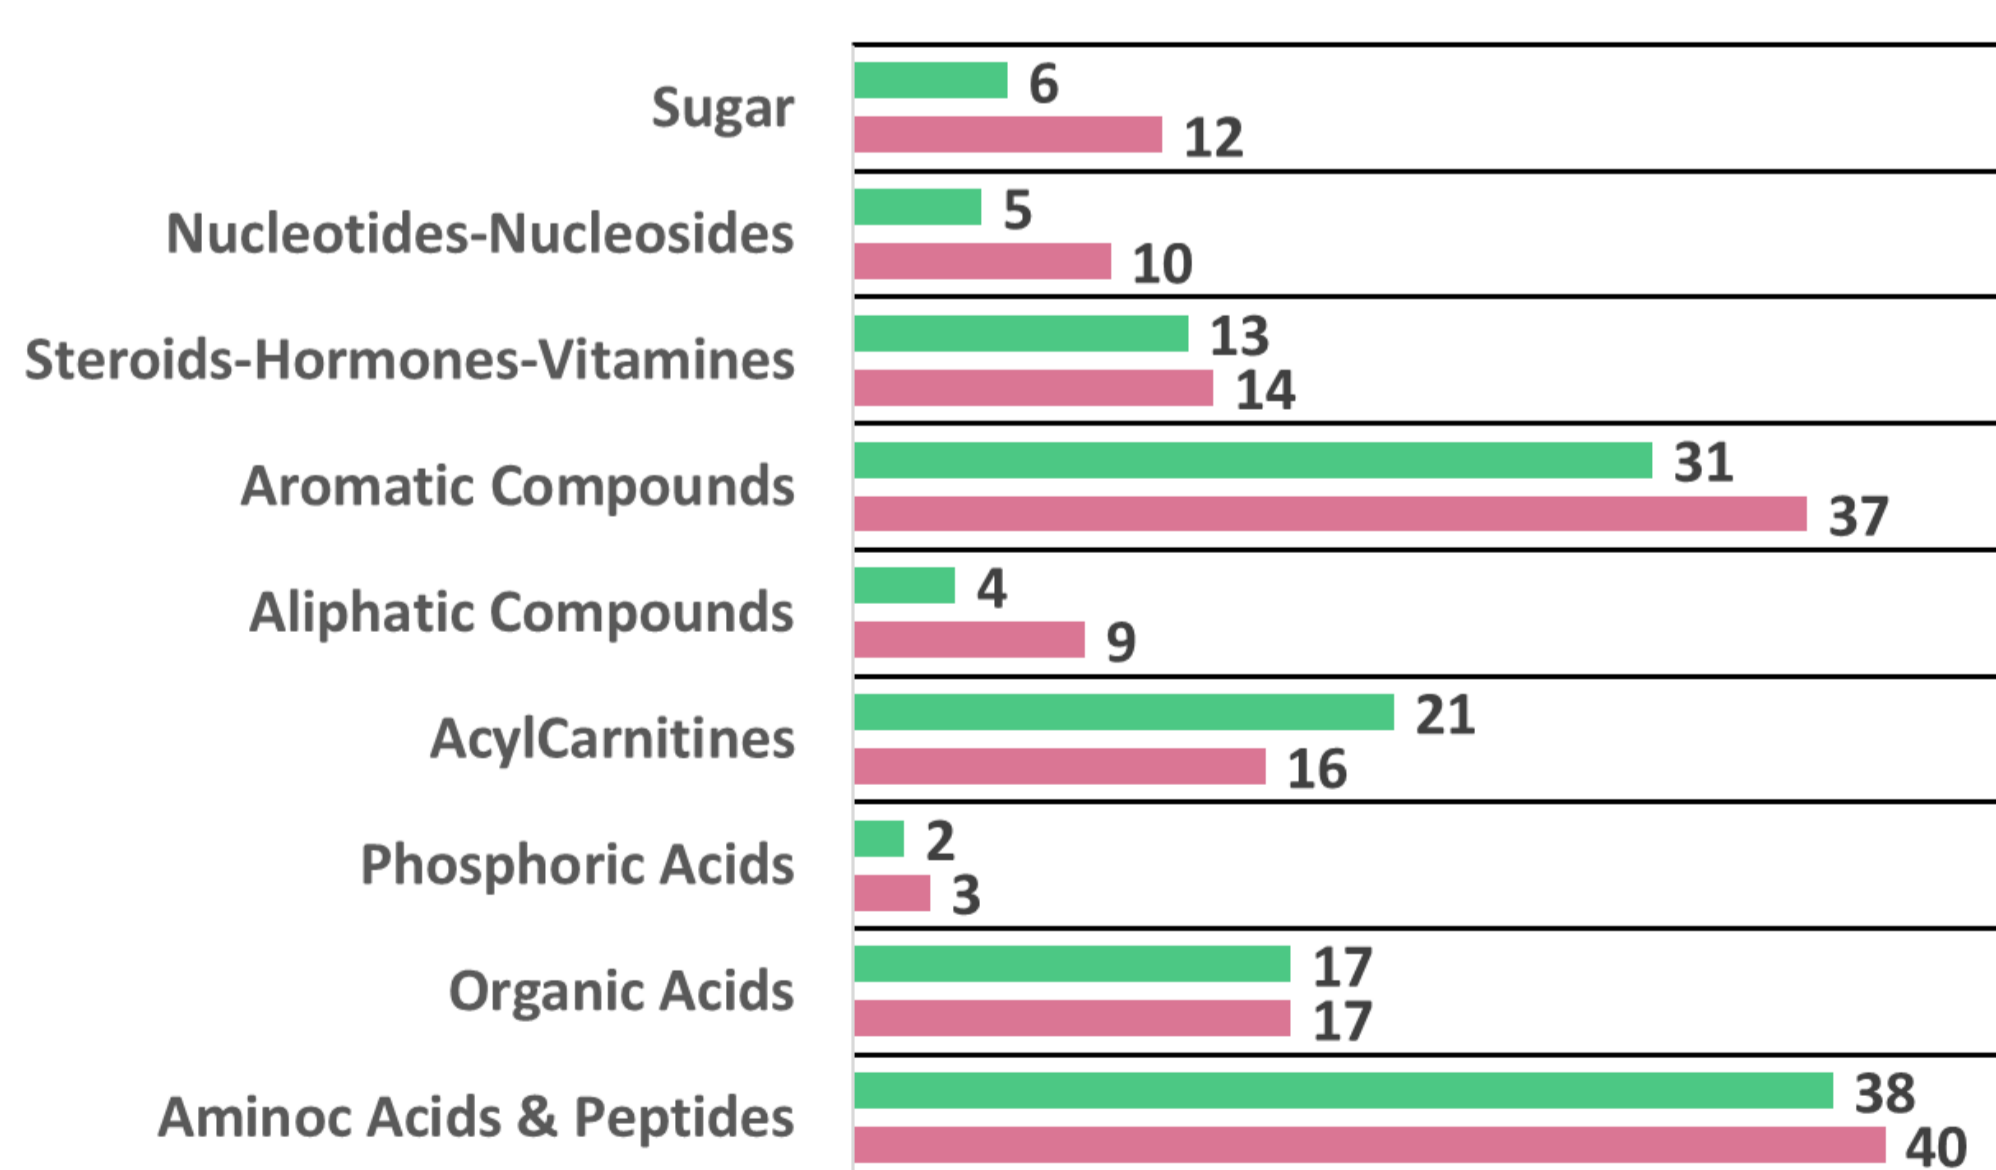 Sugar
6
12
Nucleotides-Nucleosides
5
10
Steroids-Hormones-Vitamines
13
14
Aromatic Compounds
31
37
Aliphatic Compounds
4
9
AcylCarnitines
21
16
Phosphoric Acids
2
3
Organic Acids
17
17
Aminoc Acids & Peptides
38
40